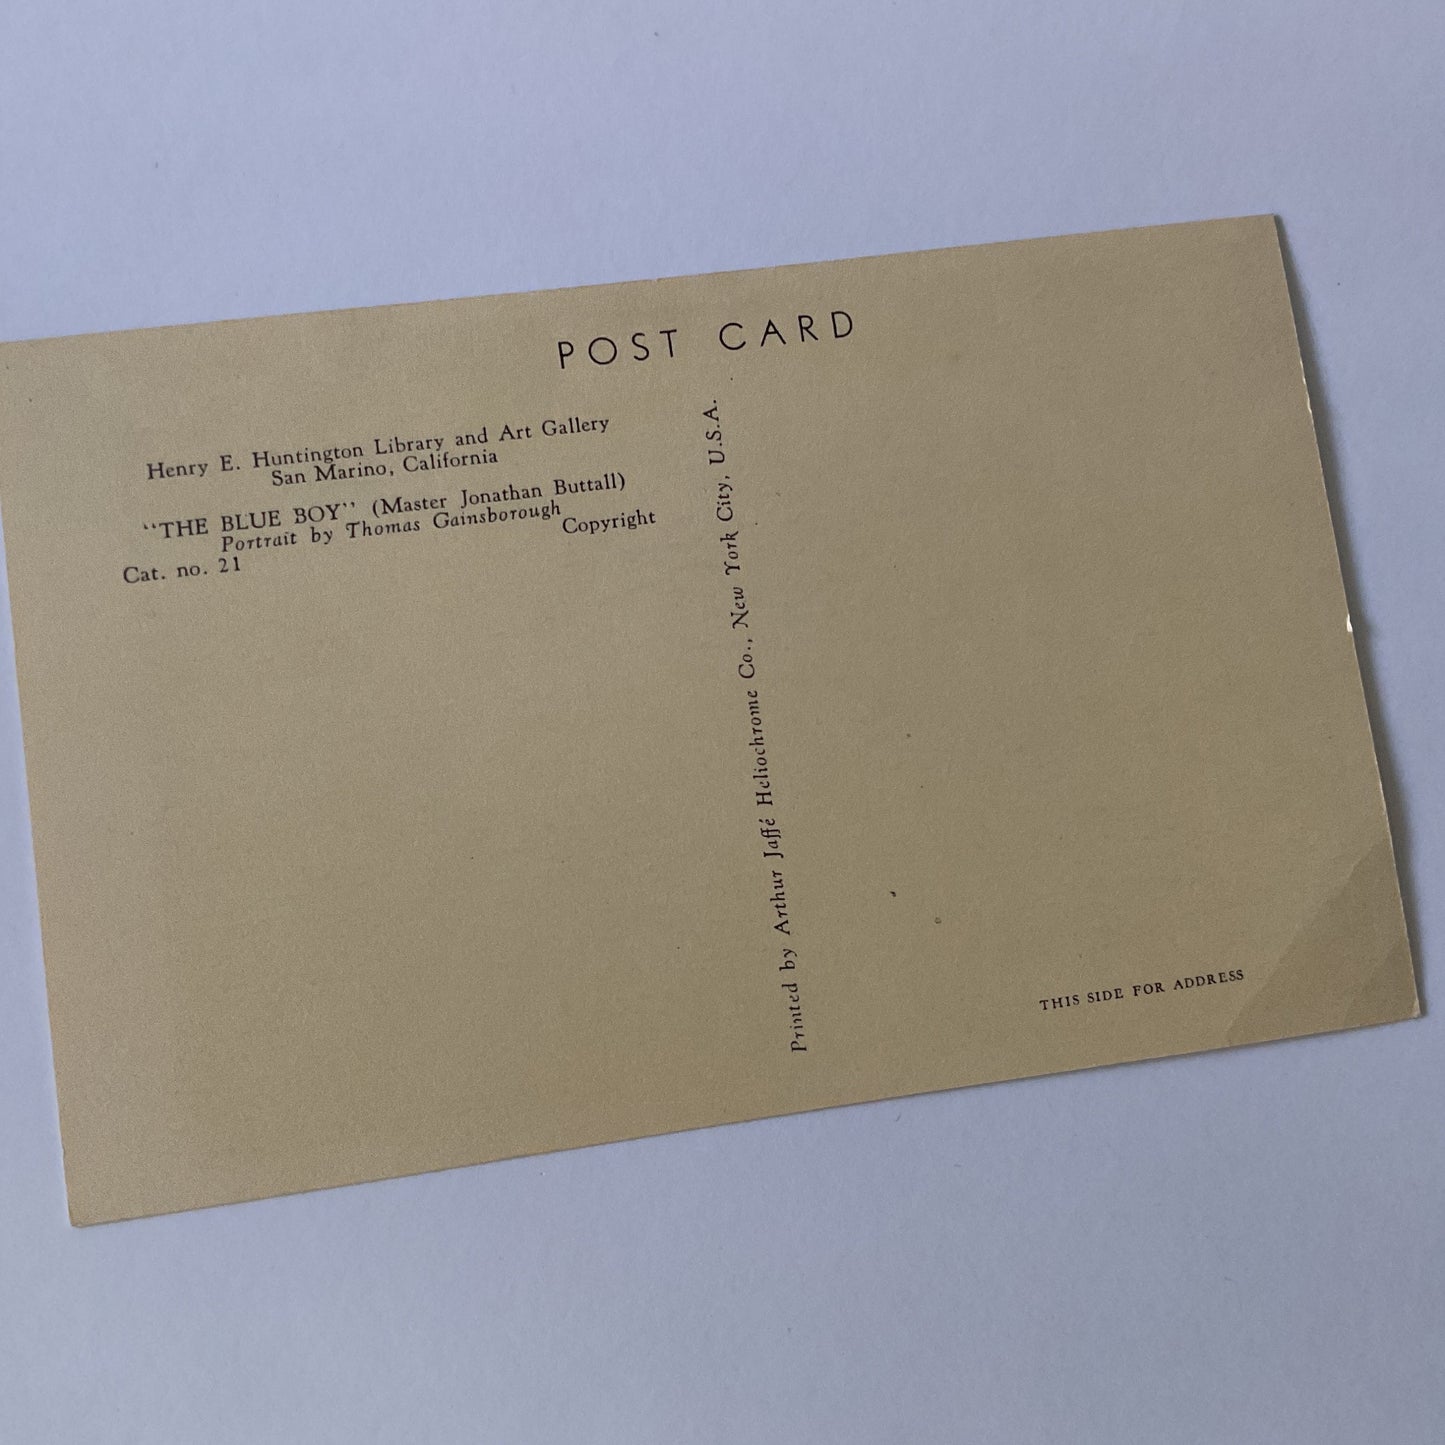 POST CARD
Henry E. Huntington Library and Art Gallery
San Marino, California
“THE BLUE BOY” (Master Jonathan Buttall)
Portrait by Thomas Gainsborough
Copyright
Cat. no. 21
Printed by Arthur Jaffé Heliochrome Co., New York City, U.S.A.
THIS SIDE FOR ADDRESS